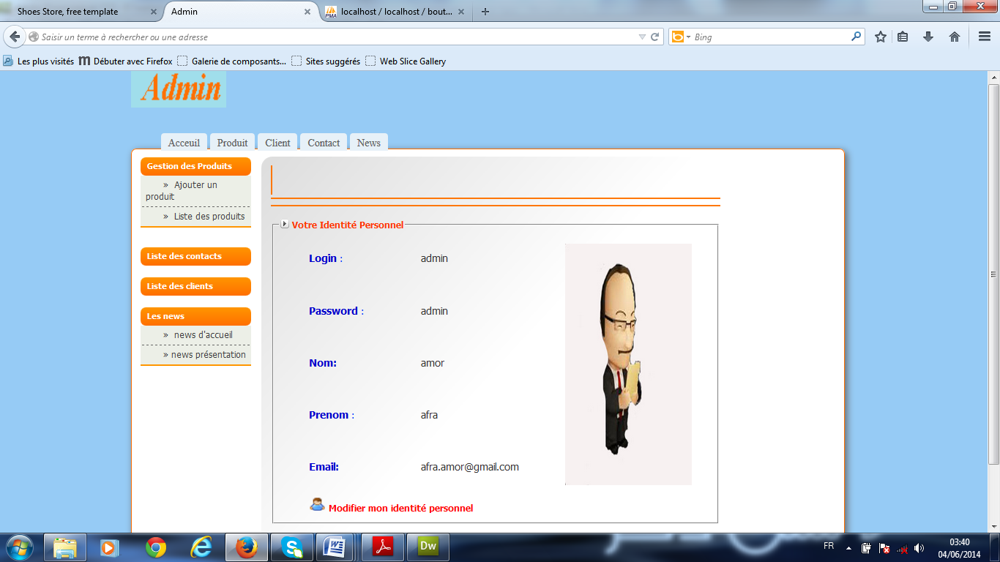 Shoes Store, free template
Admin
PMA localhost / localhost / bout...
Saisir un terme à rechercher ou une adresse
Bing
Les plus visités
Débuter avec Firefox
Galerie de composants...
Sites suggérés
Web Slice Gallery
Admin
Acceuil
Produit
Client
Contact
News
Gestion des Produits
» Ajouter un
produit
» Liste des produits
Liste des contacts
Liste des clients
Les news
» news d'accueil
» news présentation
Votre Identité Personnel
Login : admin
Password : admin
Nom: amor
Prenom : afra
Email: afra.amor@gmail.com
Modifier mon identité personnel
Dw
FR
03:40
04/06/2014